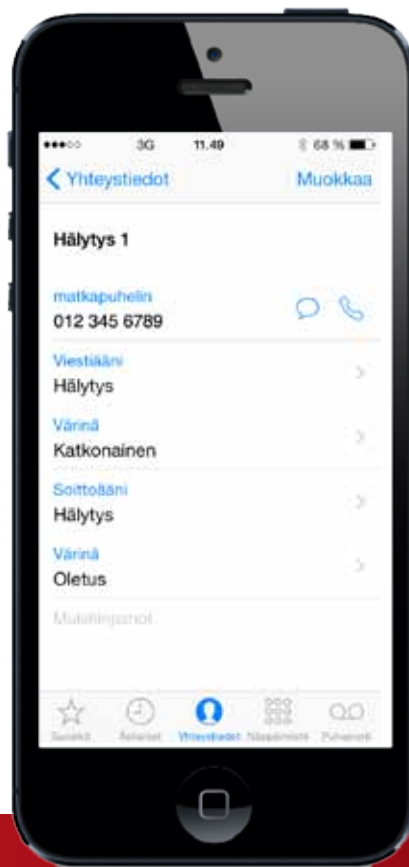 3G 11.49 68 %
Yhteystiedot Muokkaa
Hälytys 1
matkapuhelin
012 345 6789
Viestiääni
Hälytys
Värinä
Katkonainen
Soittoääni
Hälytys
Värinä
Oletus
Muistiinpanot
Yhteystiedot